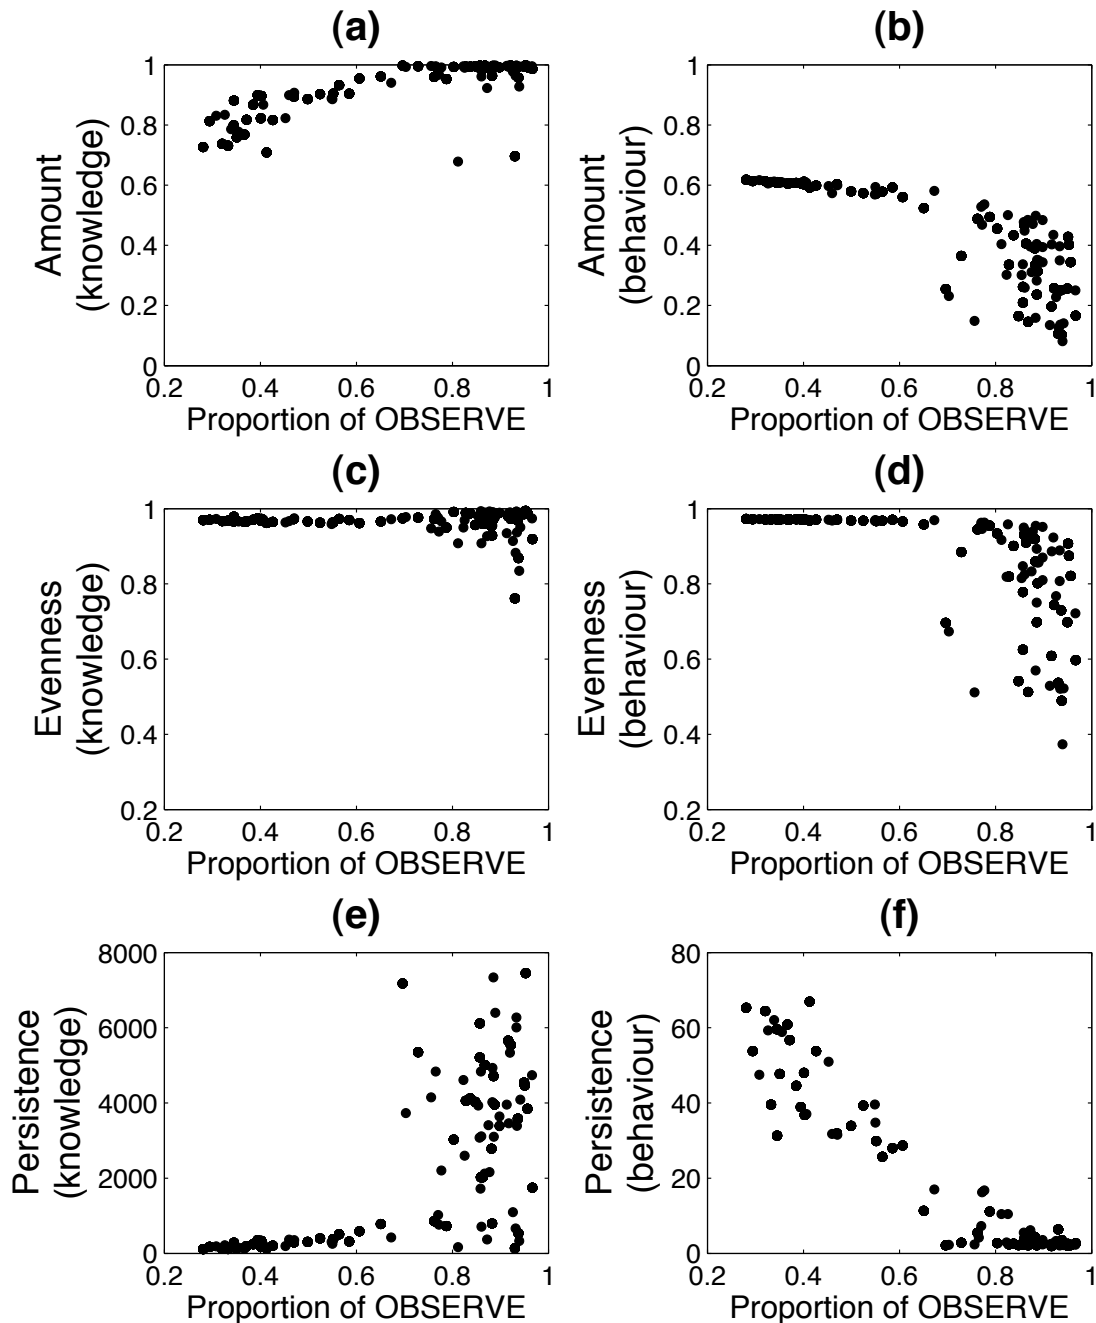 (a)
Amount
(knowledge)
1
0.8
0.6
0.4
0.2
0
0.2 0.4 0.6 0.8 1
Proportion of OBSERVE
(b)
Amount
(behaviour)
1
0.8
0.6
0.4
0.2
0
0.2 0.4 0.6 0.8 1
Proportion of OBSERVE
(c)
Evenness
(knowledge)
1
0.8
0.6
0.4
0.2
0.2 0.4 0.6 0.8 1
Proportion of OBSERVE
(d)
Evenness
(behaviour)
1
0.8
0.6
0.4
0.2
0.2 0.4 0.6 0.8 1
Proportion of OBSERVE
(e)
Persistence
(knowledge)
8000
6000
4000
2000
0
0.2 0.4 0.6 0.8 1
Proportion of OBSERVE
(f)
Persistence
(behaviour)
80
60
40
20
0
0.2 0.4 0.6 0.8 1
Proportion of OBSERVE